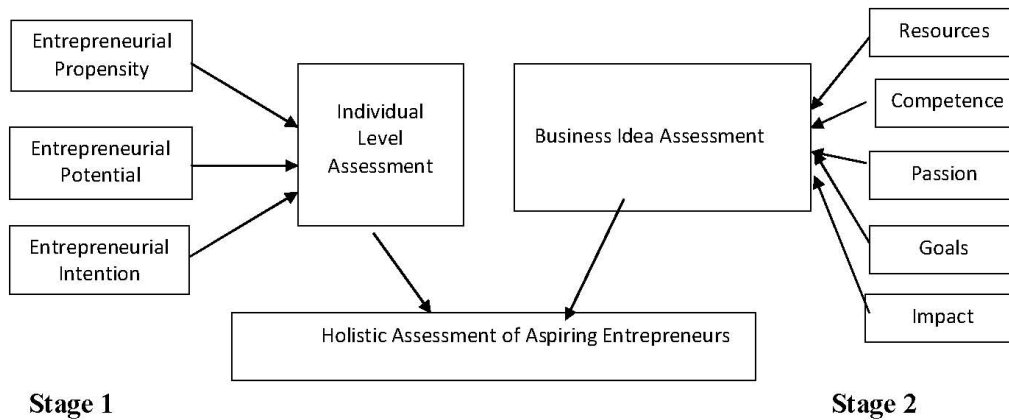 Entrepreneurial
Propensity
Entrepreneurial
Potential
Entrepreneurial
Intention
Individual
Level
Assessment
Business Idea Assessment
Resources
Competence
Passion
Goals
Impact
Holistic Assessment of Aspiring Entrepreneurs
Stage 1
Stage 2